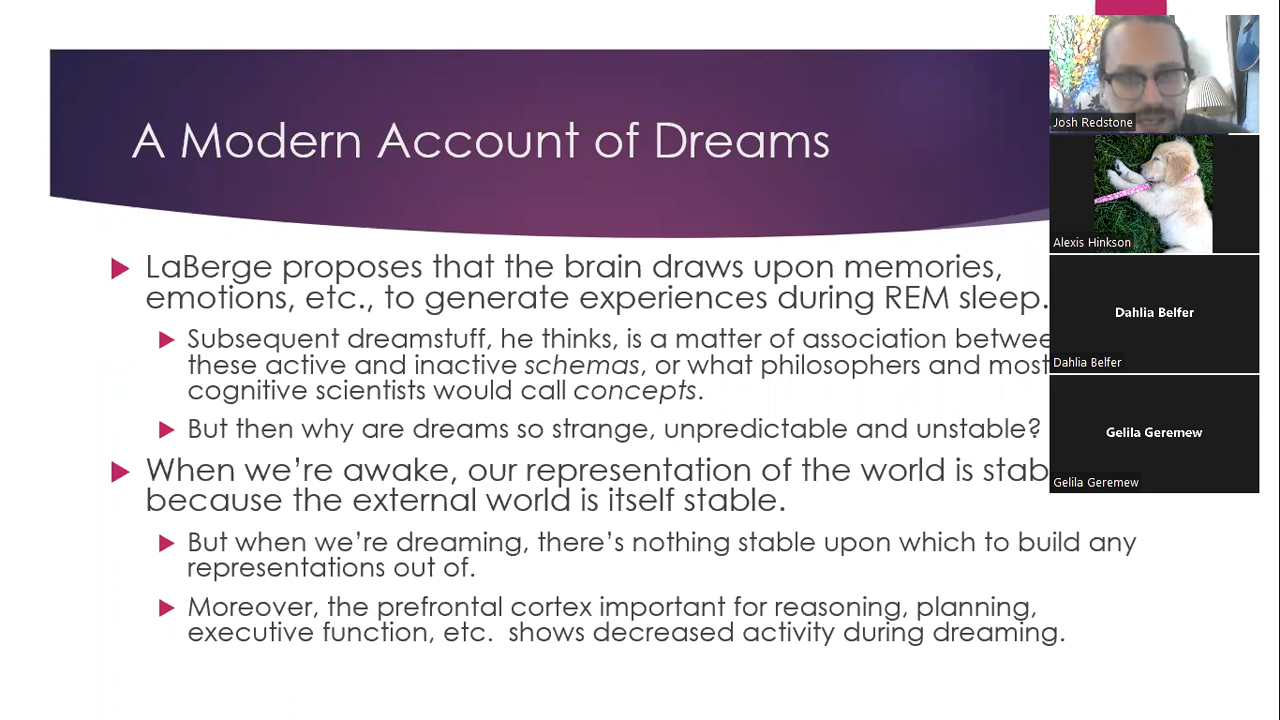 A Modern Account of Dreams
LaBerge proposes that the brain draws upon memories,
emotions, etc., to generate experiences during REM sleep.
Subsequent dreamstuff, he thinks, is a matter of association betwee
these active and inactive schemas, or what philosophers and most
cognitive scientists would call concepts.
But then why are dreams so strange, unpredictable and unstable?
When we're awake, our representation of the world is stab
because the external world is itself stable.
But when we're dreaming, there's nothing stable upon which to build any
representations out of.
Moreover, the prefrontal cortex important for reasoning, planning,
executive function, etc.  shows decreased activity during dreaming.
Josh Redstone
Alexis Hinkson
Dahlia Belfer
Dahlia Belfer
Gelila Geremew
Gelila Geremew